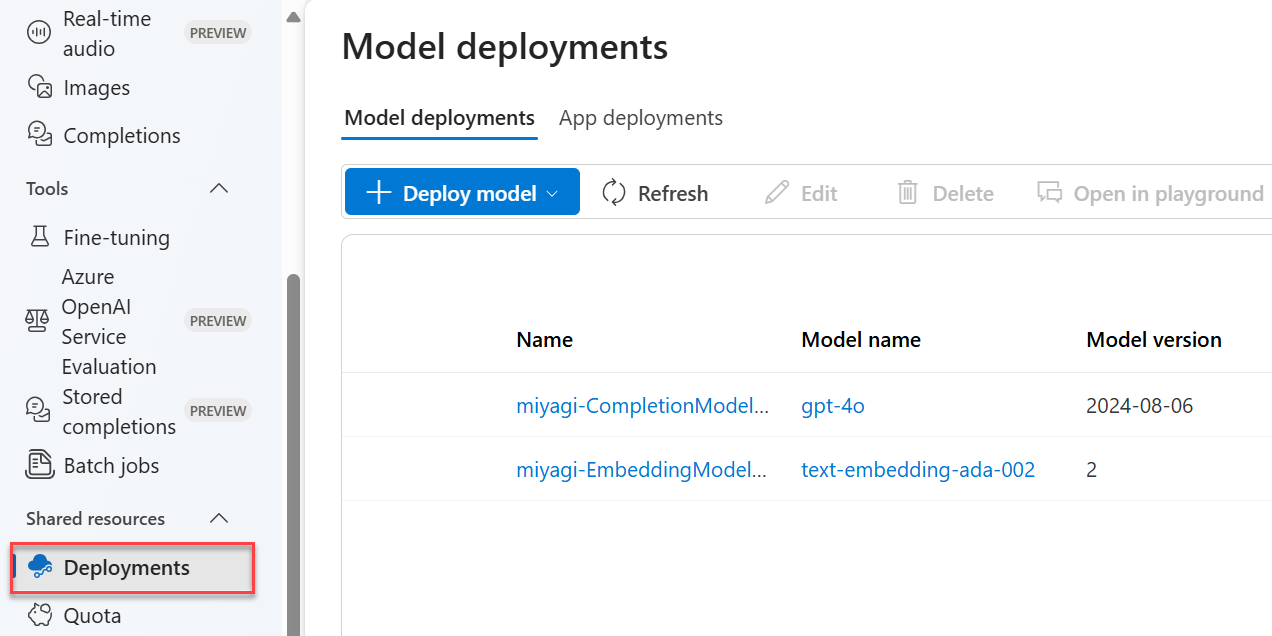 Real-time
audio
PREVIEW
Images
Completions
Tools
Fine-tuning
Azure
OpenAI
Service
Evaluation
PREVIEW
Stored
completions
PREVIEW
Batch jobs
Shared resources
Deployments
Quota
Model deployments
Model deployments App deployments
Deploy model Refresh Edit Delete Open in playground
Name Model name Model version
miyagi-CompletionModel... gpt-4o 2024-08-06
miyagi-EmbeddingModel... text-embedding-ada-002 2